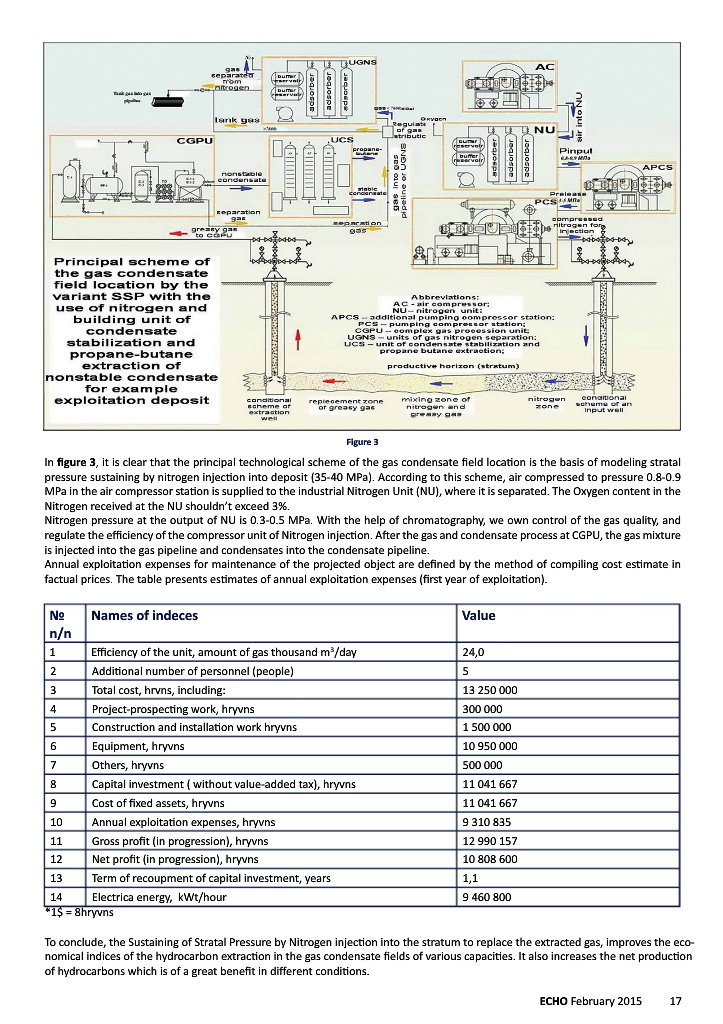 gas
separated
from
nitrogen
N₂
UGNS
buffer
reservoir
buffer
reservoir
AC
Tank gas into gas
pipeline
tank gas
Oxygen
Regulate
of gas
stributic
air into NU
NU
buffer
reservoir
buffer
reservoir
Pinput
0,8-0,9 MPa
CGPU
UCS
propane-
butane
gas into gas
pipeline or UGNS
nonstable
condensate
stable
condensate
APCS
Prelease
PCS
separation
gas
separation
gas
greasy gas
to CGPU
compressed
nitrogen for
injection
Principal scheme of
the gas condensate
field location by the
variant SSP with the
use of nitrogen and
building unit of
condensate
stabilization and
propane-butane
extraction of
nonstable condensate
for example
exploitation deposit
Abbreviations:
AC - air compressor;
NU – nitrogen unit;
APCS – additional pumping compressor station;
PCS – pumping compressor station;
CGPU – complex gas procession unit;
UGNS – units of gas nitrogen separation;
UCS – unit of condensate stabilization and
propane butane extraction;
productive horizon (stratum)
conditional
scheme of
extraction
well
replecement zone
of greasy gas
mixing zone of
nitrogen and
greasy gas
nitrogen
zone
conditional
scheme of an
input well
Figure 3
In figure 3, it is clear that the principal technological scheme of the gas condensate field location is the basis of modeling stratal
pressure sustaining by nitrogen injection into deposit (35-40 MPa). According to this scheme, air compressed to pressure 0.8-0.9
MPa in the air compressor station is supplied to the industrial Nitrogen Unit (NU), where it is separated. The Oxygen content in the
Nitrogen received at the NU shouldn't exceed 3%.
Nitrogen pressure at the output of NU is 0.3-0.5 MPa. With the help of chromatography, we own control of the gas quality, and
regulate the efficiency of the compressor unit of Nitrogen injection. After the gas and condensate process at CGPU, the gas mixture
is injected into the gas pipeline and condensates into the condensate pipeline.
Annual exploitation expenses for maintenance of the projected object are defined by the method of compiling cost estimate in
factual prices. The table presents estimates of annual exploitation expenses (first year of exploitation).
№ n/n Names of indeces Value
1 Efficiency of the unit, amount of gas thousand m³/day 24,0
2 Additional number of personnel (people) 5
3 Total cost, hrvns, including: 13 250 000
4 Project-prospecting work, hryvns 300 000
5 Construction and installation work hryvns 1 500 000
6 Equipment, hryvns 10 950 000
7 Others, hryvns 500 000
8 Capital investment ( without value-added tax), hryvns 11 041 667
9 Cost of fixed assets, hryvns 11 041 667
10 Annual exploitation expenses, hryvns 9 310 835
11 Gross profit (in progression), hryvns 12 990 157
12 Net profit (in progression), hryvns 10 808 600
13 Term of recoupment of capital investment, years 1,1
14 Electrica energy, kWt/hour 9 460 800
*1$ = 8hryvns
To conclude, the Sustaining of Stratal Pressure by Nitrogen injection into the stratum to replace the extracted gas, improves the eco-
nomical indices of the hydrocarbon extraction in the gas condensate fields of various capacities. It also increases the net production
of hydrocarbons which is of a great benefit in different conditions.
ECHO February 2015 17